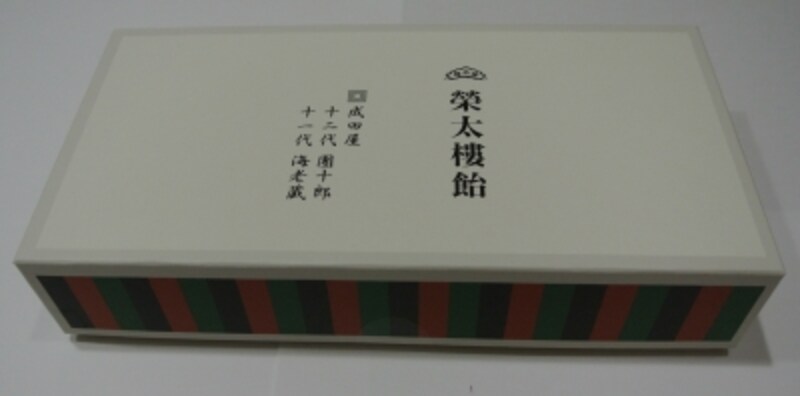 榮太樓飴
成田屋
十二代 團十郎
十一代 海老蔵